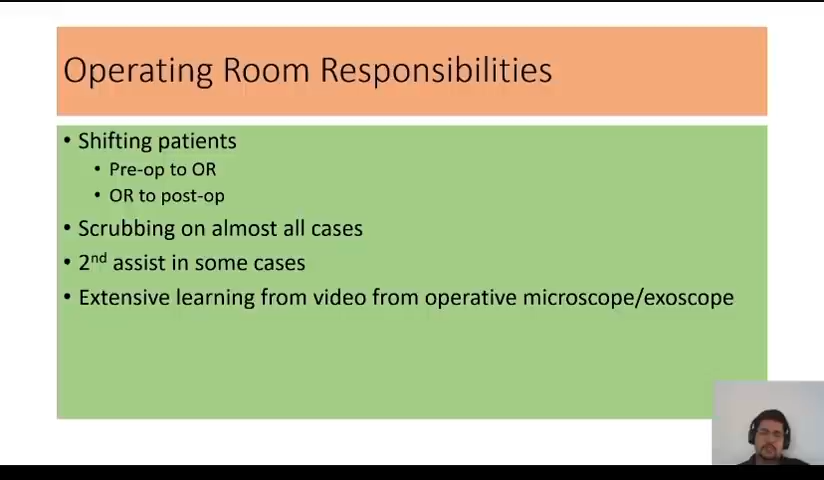 Operating Room Responsibilities
• Shifting patients
• Pre-op to OR
• OR to post-op
• Scrubbing on almost all cases
• 2nd assist in some cases
• Extensive learning from video from operative microscope/exoscope